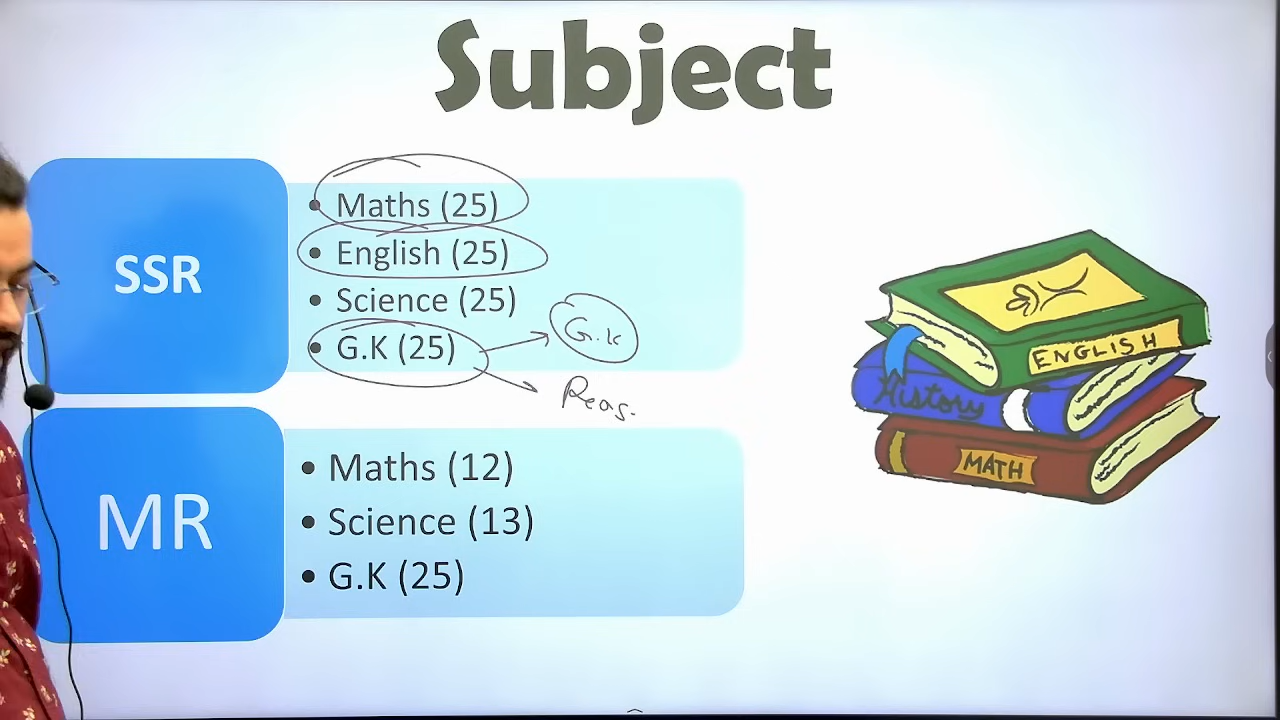 Subject
SSR
• Maths (25)
• English (25)
• Science (25)
• G.K (25)
G.K
Reas.
MR
• Maths (12)
• Science (13)
• G.K (25)
ENGLISH
History
MATH